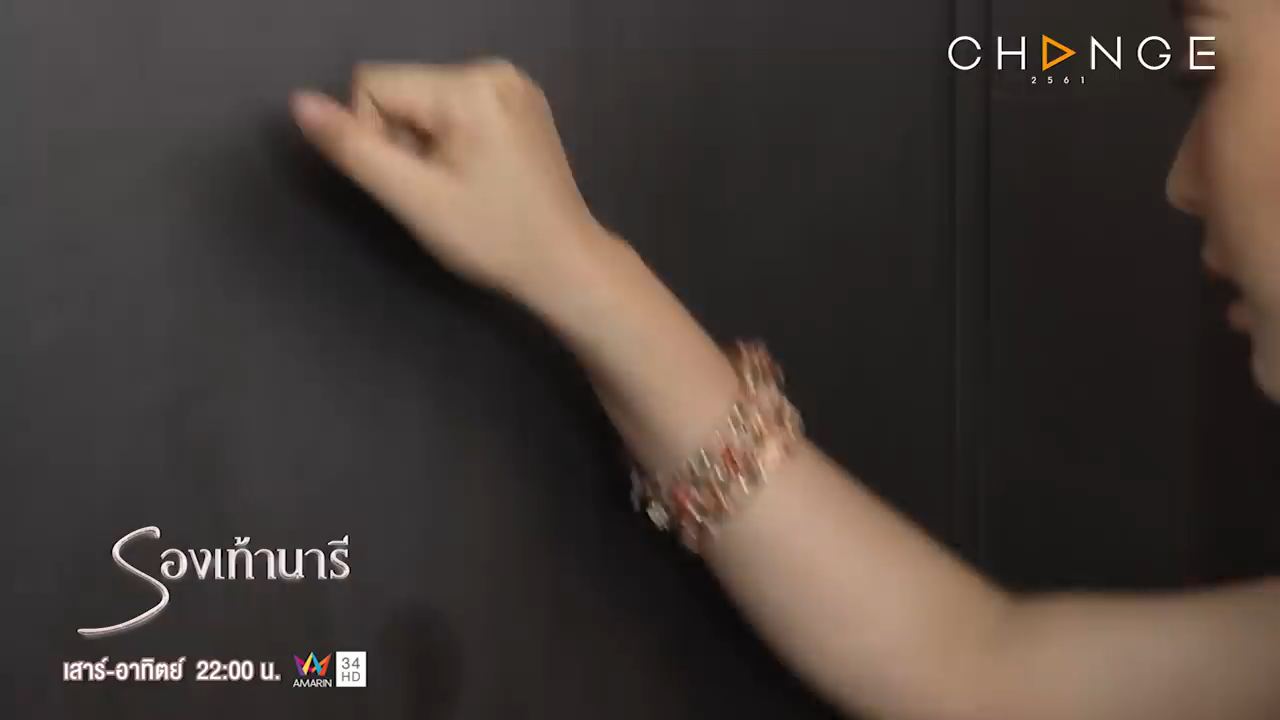 CHANGE
2561
รองเท้านารี
เสาร์-อาทิตย์ 22:00 น.
AMARIN
34
HD